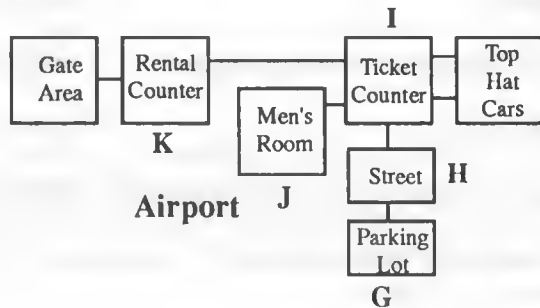 I
Gate
Area
Rental
Counter
Ticket
Counter
Top
Hat
Cars
Men's
Room
K
J
Airport
Street
H
Parking
Lot
G